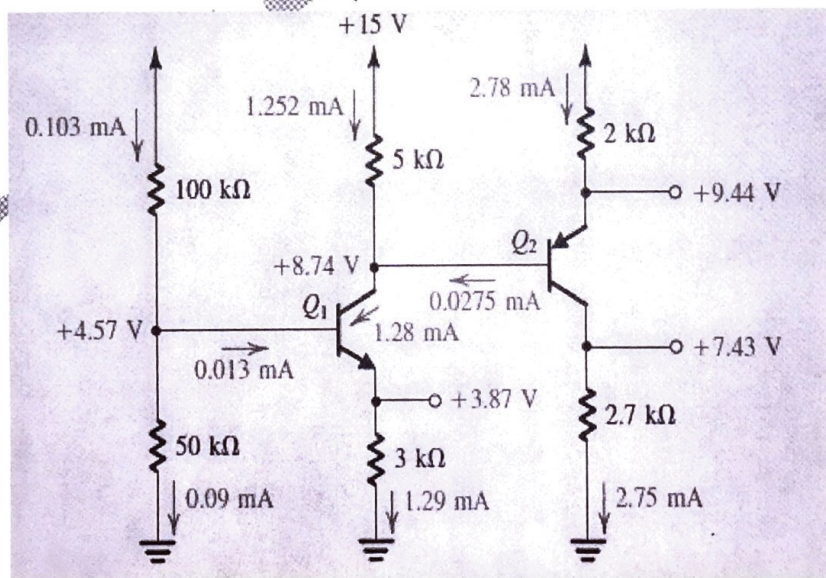 +15 V
2.78 mA
1.252 mA
0.103 mA
2 kΩ
5 kΩ
100 kΩ
+9.44 V
Q2
+8.74 V
0.0275 mA
Q1
+4.57 V
1.28 mA
+7.43 V
0.013 mA
+3.87 V
2.7 kΩ
50 kΩ
3 kΩ
0.09 mA
1.29 mA
2.75 mA